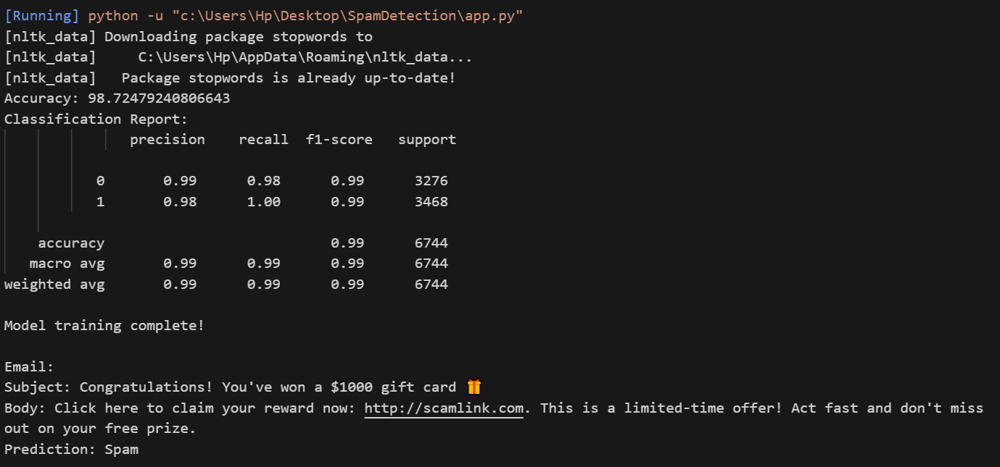 [Running] python -u "c:\Users\Hp\Desktop\SpamDetection\app.py"
[nltk_data] Downloading package stopwords to
[nltk_data]     C:\Users\Hp\AppData\Roaming\nltk_data...
[nltk_data]   Package stopwords is already up-to-date!
Accuracy: 98.72479240806643
Classification Report:
               precision    recall  f1-score   support

           0       0.99      0.98      0.99      3276
           1       0.98      1.00      0.99      3468

    accuracy                           0.99      6744
   macro avg       0.99      0.99      0.99      6744
weighted avg       0.99      0.99      0.99      6744

Model training complete!

Email:
Subject: Congratulations! You've won a $1000 gift card 🎁
Body: Click here to claim your reward now: http://scamlink.com. This is a limited-time offer! Act fast and don't miss
out on your free prize.
Prediction: Spam